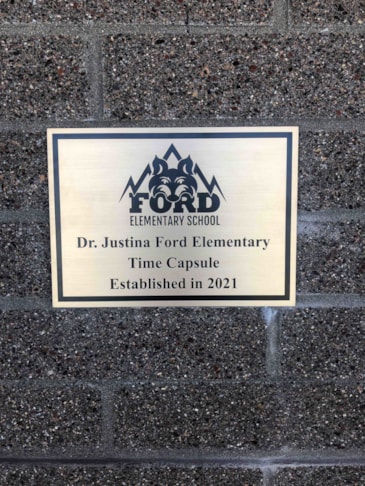 FORD
ELEMENTARY SCHOOL
Dr. Justina Ford Elementary
Time Capsule
Established in 2021